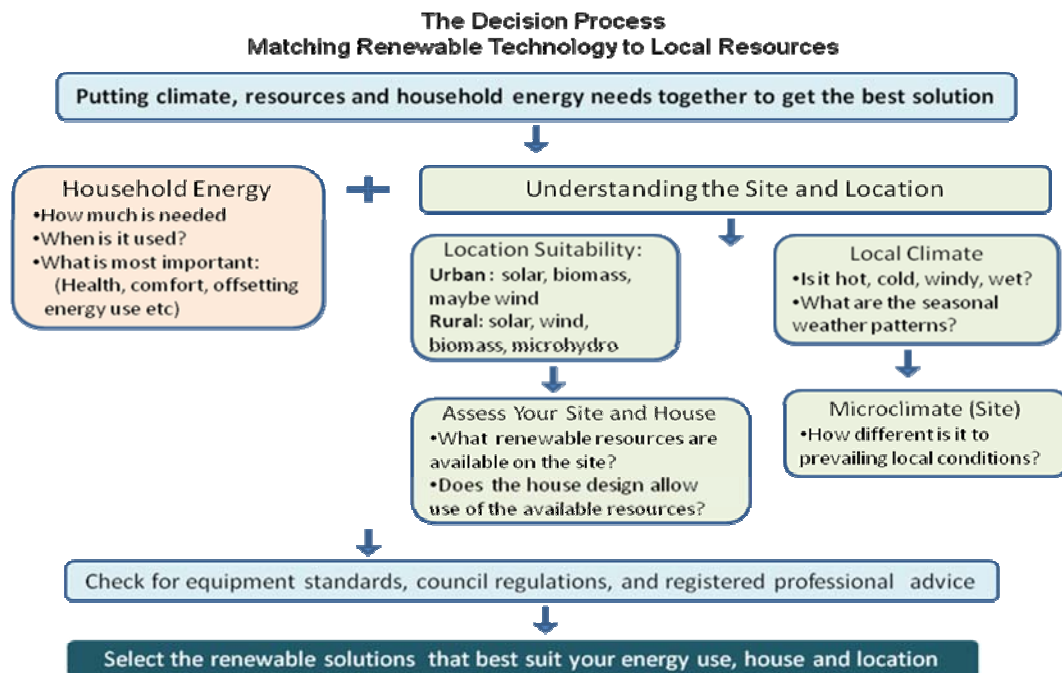 The Decision Process
Matching Renewable Technology to Local Resources
Putting climate, resources and household energy needs together to get the best solution
Household Energy
•How much is needed
•When is it used?
•What is most important:
(Health, comfort, offsetting
energy use etc)
Understanding the Site and Location
Location Suitability:
Urban : solar, biomass,
maybe wind
Rural: solar, wind,
biomass, microhydro
Local Climate
•Is it hot, cold, windy, wet?
•What are the seasonal
weather patterns?
Assess Your Site and House
•What renewable resources are
available on the site?
•Does the house design allow
use of the available resources?
Microclimate (Site)
•How different is it to
prevailing local conditions?
Check for equipment standards, council regulations, and registered professional advice
Select the renewable solutions that best suit your energy use, house and location